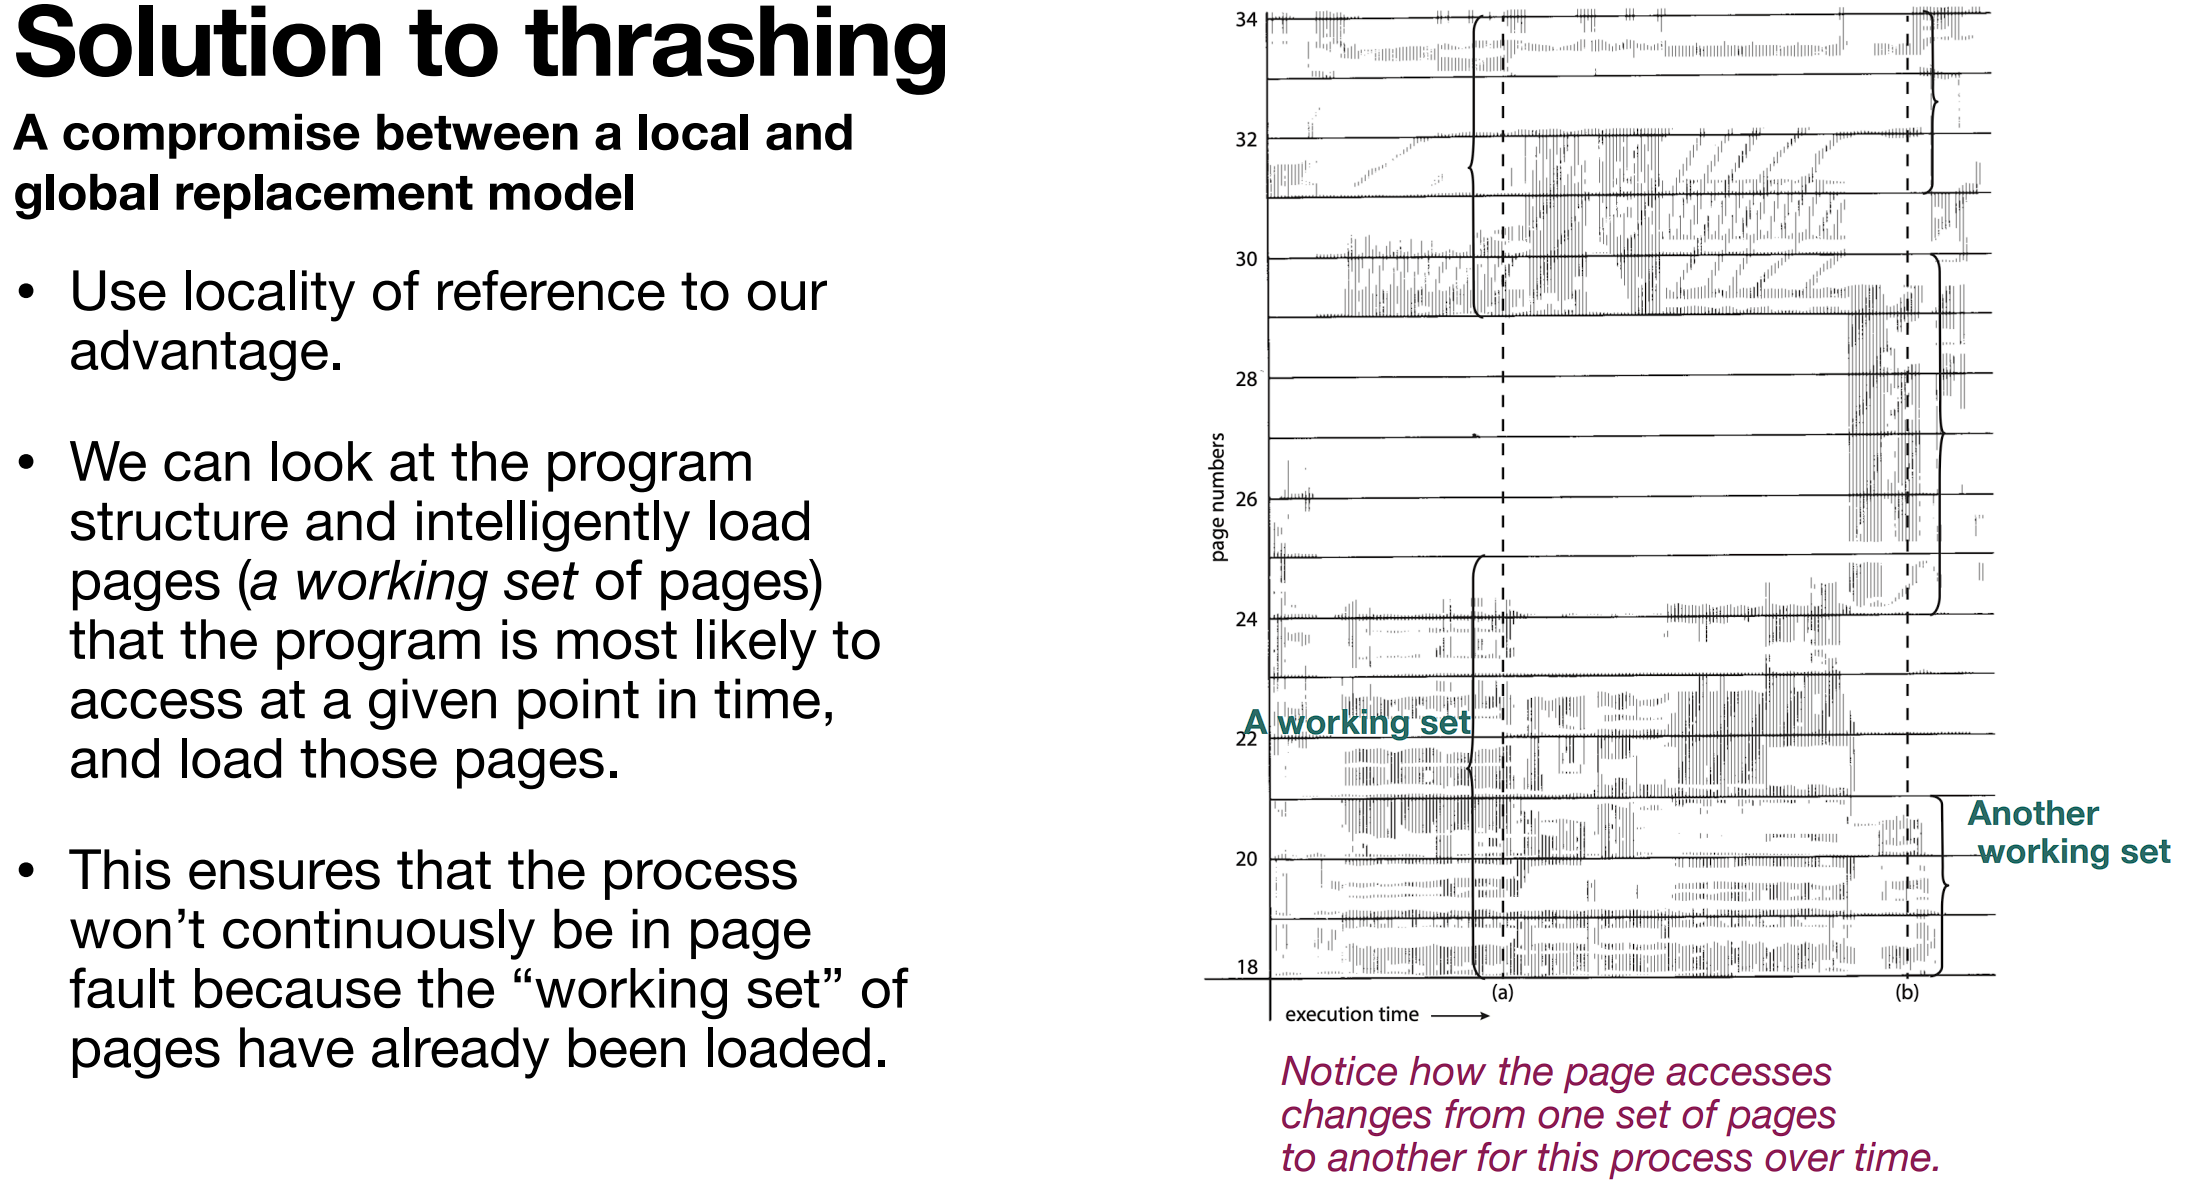 Solution to thrashing
A compromise between a local and
global replacement model
• Use locality of reference to our
advantage.
• We can look at the program
structure and intelligently load
pages (a working set of pages)
that the program is most likely to
access at a given point in time,
and load those pages.
• This ensures that the process
won’t continuously be in page
fault because the “working set” of
pages have already been loaded.
34
32
30
28
26
24
22
20
18
page numbers
A working set
Another
working set
(a)
(b)
execution time
Notice how the page accesses
changes from one set of pages
to another for this process over time.